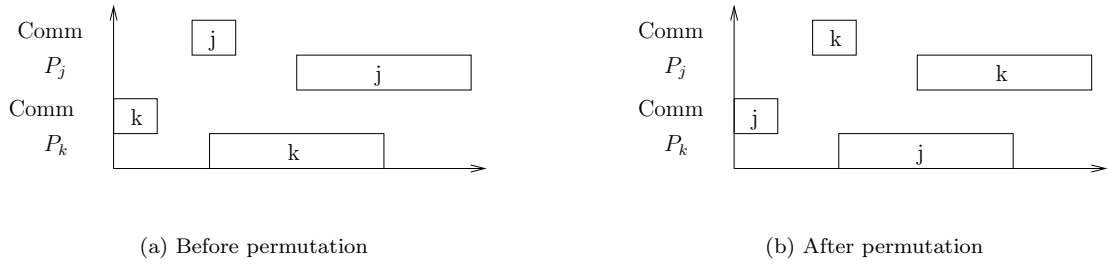 Comm
j
P_j
j
Comm
k
P_k
k
(a) Before permutation
Comm
k
P_j
k
Comm
j
P_k
j
(b) After permutation